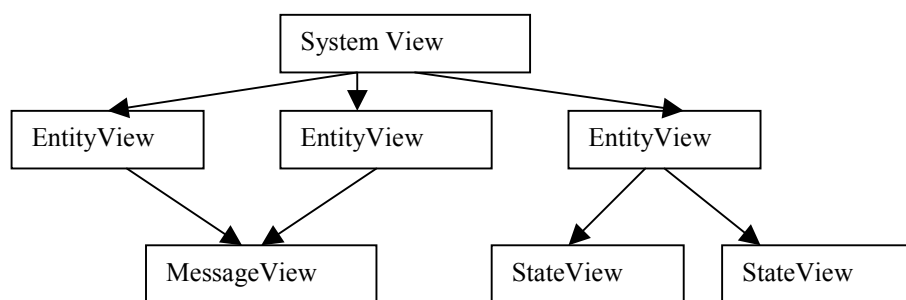 System View
EntityView
EntityView
EntityView
MessageView
StateView
StateView